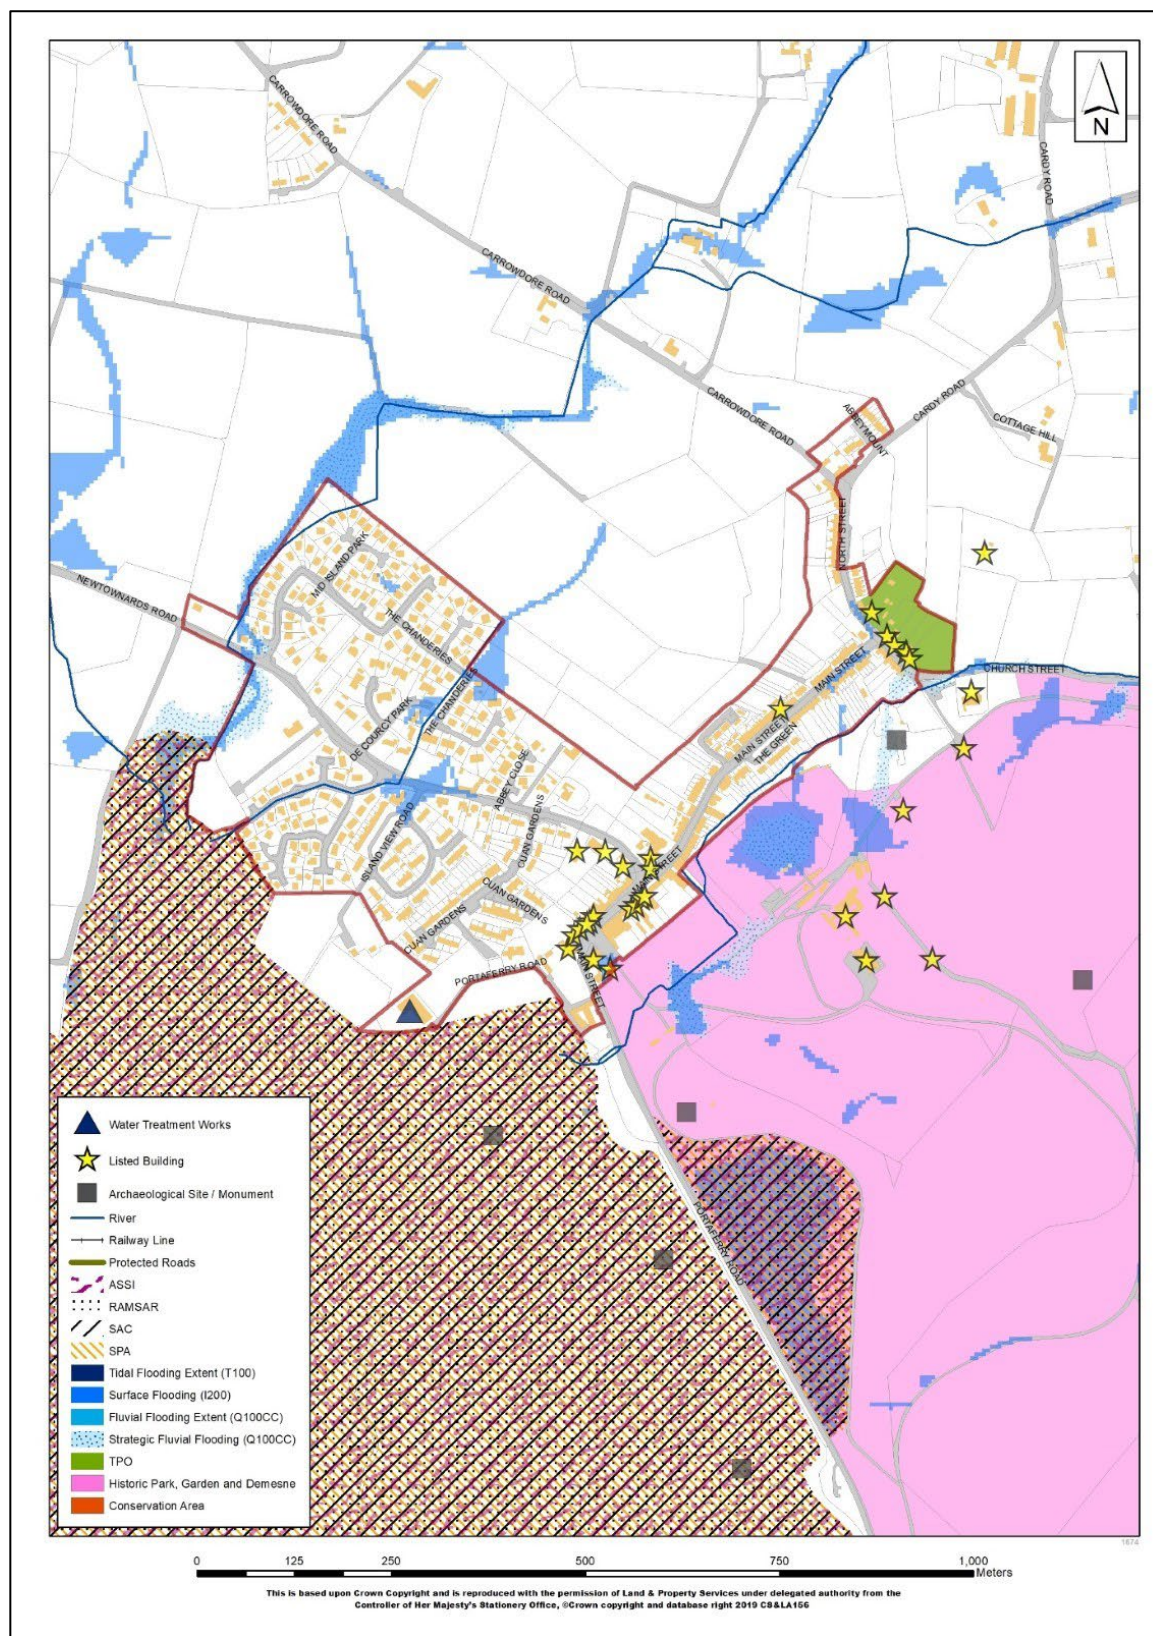 N
CARROWDORE ROAD
CARDY ROAD
CARROWDORE ROAD
CARROWDORE ROAD
ABBEYMOUNT
CARDY ROAD
COTTAGE HILL
NORTH STREET
MID ISLAND PARK
NEWTOWNARDS ROAD
THE CHANDERIES
THE CHANDERIES
MAIN STREET
CHURCH STREET
DE COURCY PARK
MAIN STREET
THE GREEN
ABBEY CLOSE
ISLAND VIEW ROAD
CUAN GARDENS
MAIN STREET
CUAN GARDENS
CUAN GARDENS
PORTAFERRY ROAD
MAIN STREET
PORTAFERRY ROAD
Water Treatment Works
Listed Building
Archaeological Site / Monument
River
Railway Line
Protected Roads
ASSI
RAMSAR
SAC
SPA
Tidal Flooding Extent (T100)
Surface Flooding (I200)
Fluvial Flooding Extent (Q100CC)
Strategic Fluvial Flooding (Q100CC)
TPO
Historic Park, Garden and Demesne
Conservation Area
1674
0 125 250 500 750 1,000
Meters
This is based upon Crown Copyright and is reproduced with the permission of Land & Property Services under delegated authority from the
Controller of Her Majesty's Stationery Office, ©Crown copyright and database right 2019 CS&LA156